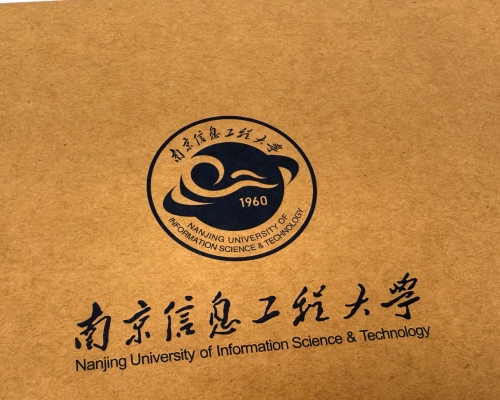 南京信息工程大学
1960
NANJING UNIVERSITY OF
INFORMATION SCIENCE & TECHNOLOGY
南京信息工程大學
Nanjing University of Information Science & Technology